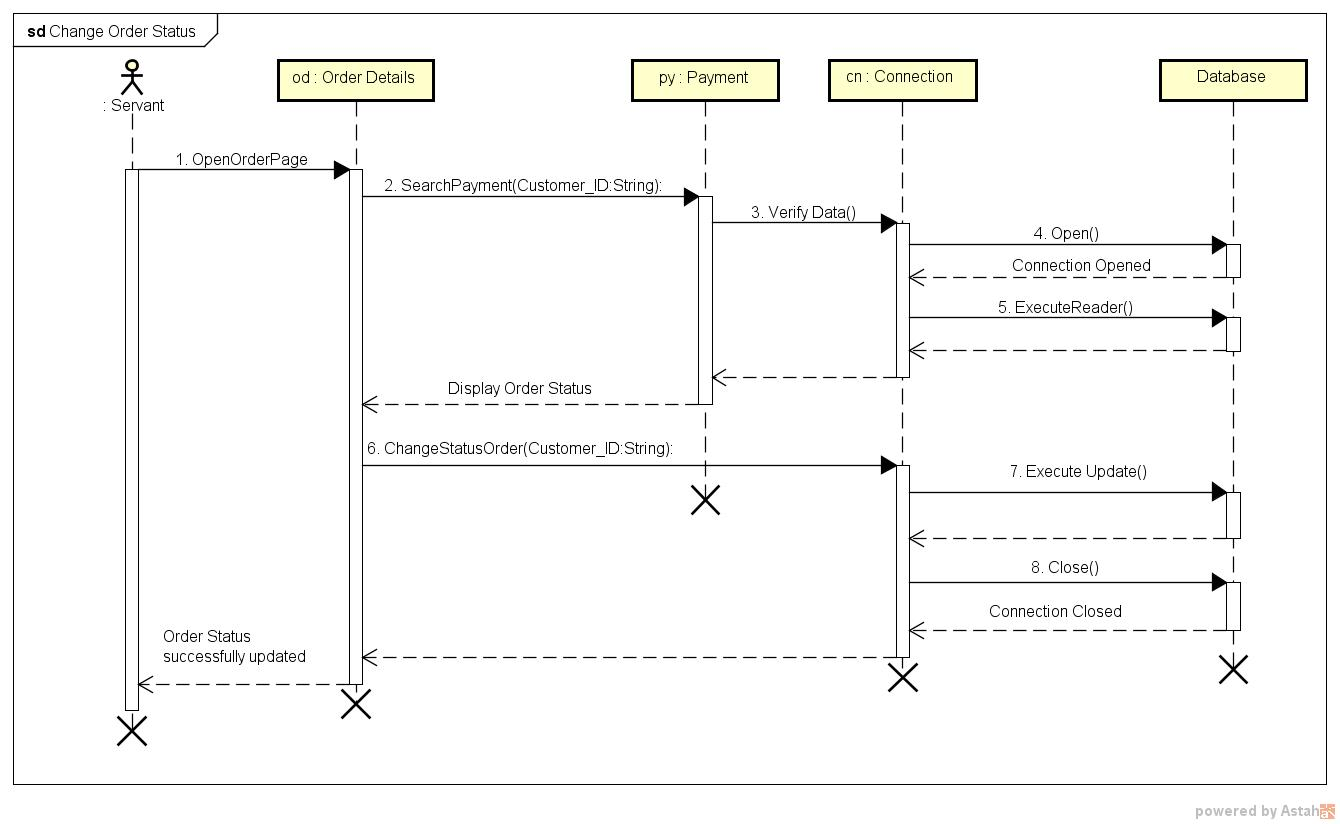 sd Change Order Status
: Servant
od : Order Details
py : Payment
cn : Connection
Database
1. OpenOrderPage
2. SearchPayment(Customer_ID:String):
3. Verify Data()
4. Open()
Connection Opened
5. ExecuteReader()
Display Order Status
6. ChangeStatusOrder(Customer_ID:String):
7. Execute Update()
8. Close()
Connection Closed
Order Status
successfully updated
powered by Astah